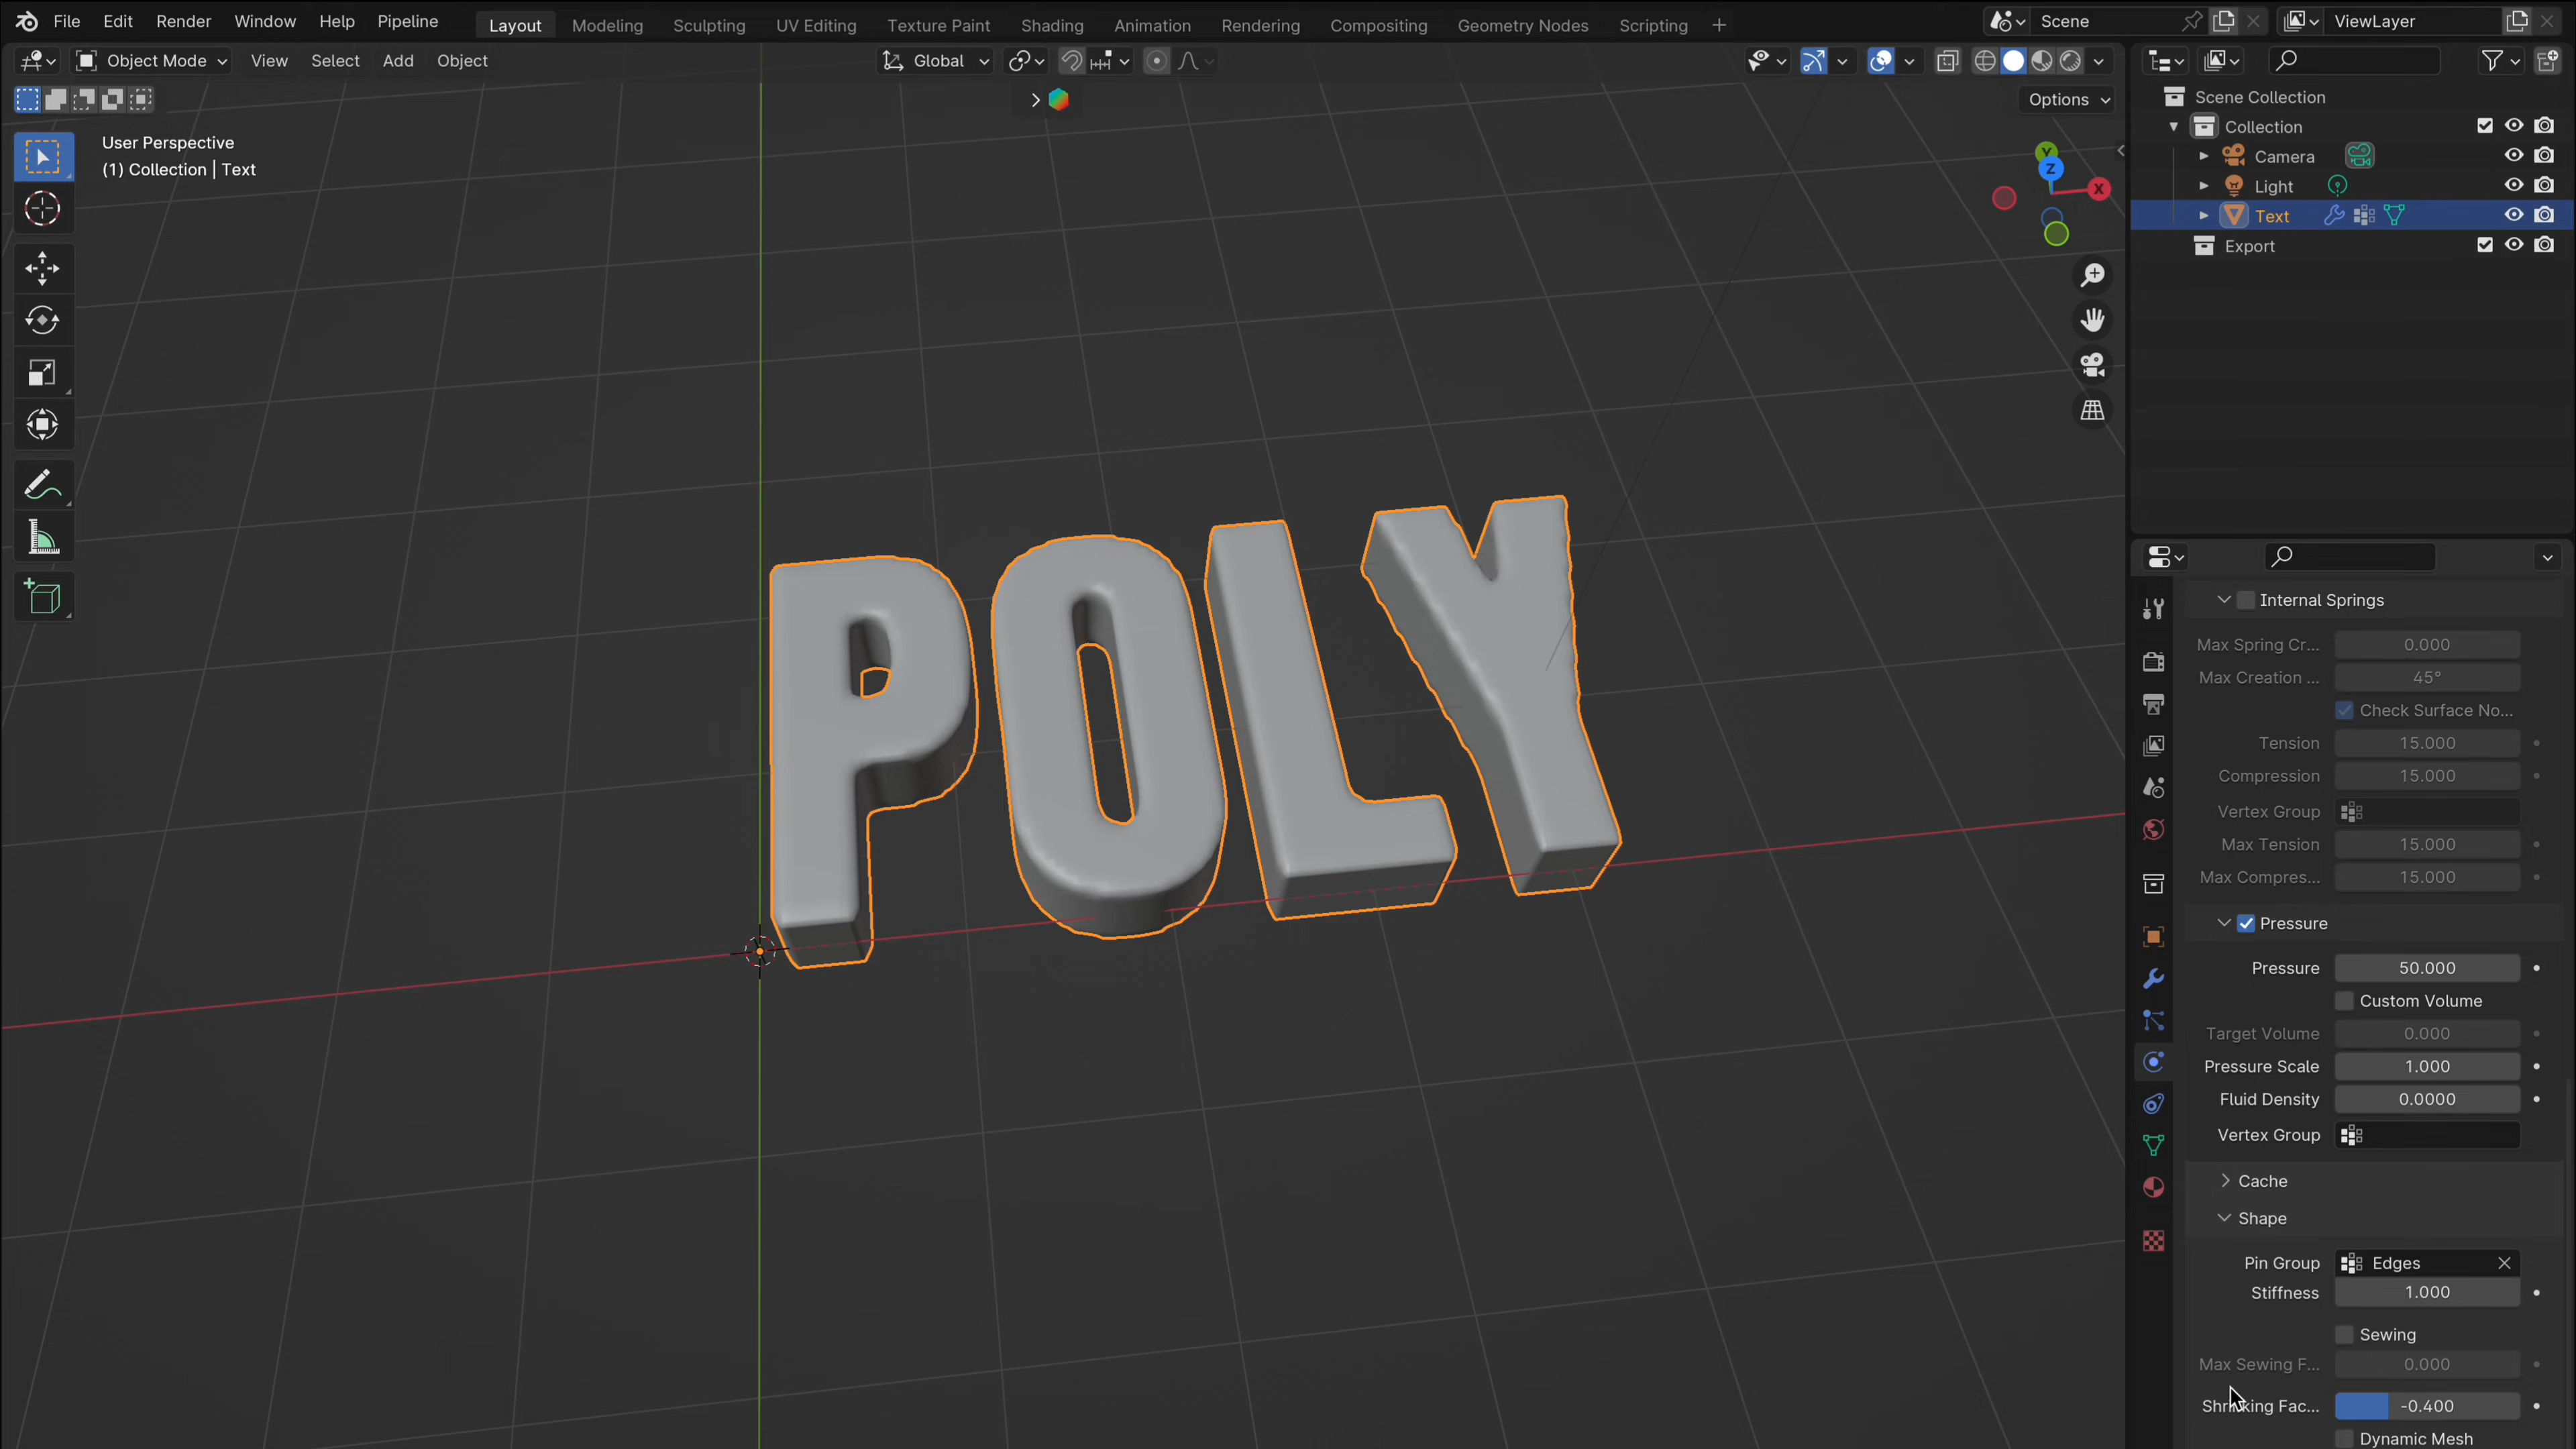 File Edit Render Window Help Pipeline Layout Modeling Sculpting UV Editing Texture Paint Shading Animation Rendering Compositing Geometry Nodes Scripting + Scene ViewLayer
Object Mode View Select Add Object Global
Options
User Perspective
(1) Collection | Text
Y
Z
X
POLY
Scene Collection
Collection
Camera
Light
Text
Export
Internal Springs
Max Spring Cr... 0.000
Max Creation ... 45°
Check Surface No...
Tension 15.000
Compression 15.000
Vertex Group
Max Tension 15.000
Max Compres... 15.000
Pressure
Pressure 50.000
Custom Volume
Target Volume 0.000
Pressure Scale 1.000
Fluid Density 0.0000
Vertex Group
Cache
Shape
Pin Group Edges
Stiffness 1.000
Sewing
Max Sewing F... 0.000
Shrinking Fac... -0.400
Dynamic Mesh